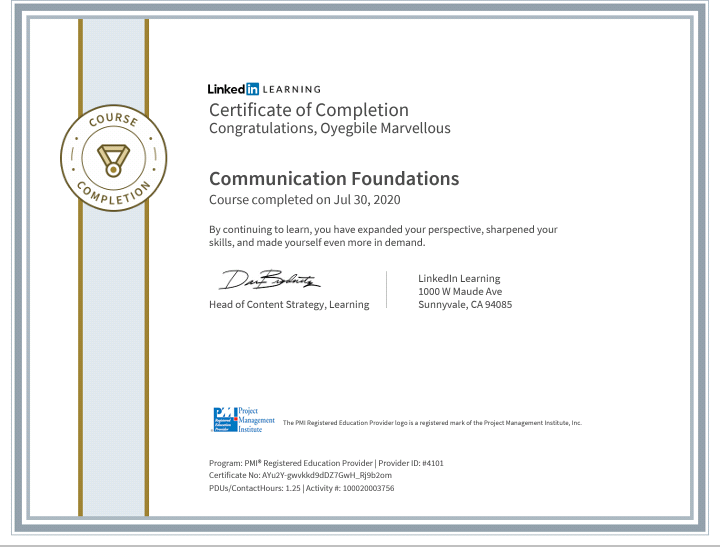 COURSE
COMPLETION
Linked in LEARNING
Certificate of Completion
Congratulations, Oyegbile Marvellous
Communication Foundations
Course completed on Jul 30, 2020
By continuing to learn, you have expanded your perspective, sharpened your
skills, and made yourself even more in demand.
Head of Content Strategy, Learning
LinkedIn Learning
1000 W Maude Ave
Sunnyvale, CA 94085
PMI
Registered
Education
Provider
Project
Management
Institute
The PMI Registered Education Provider logo is a registered mark of the Project Management Institute, Inc.
Program: PMI® Registered Education Provider | Provider ID: #4101
Certificate No: AYu2Y-gwvkkd9dDZ7GwH_Rj9b2om
PDUs/ContactHours: 1.25 | Activity #: 100020003756